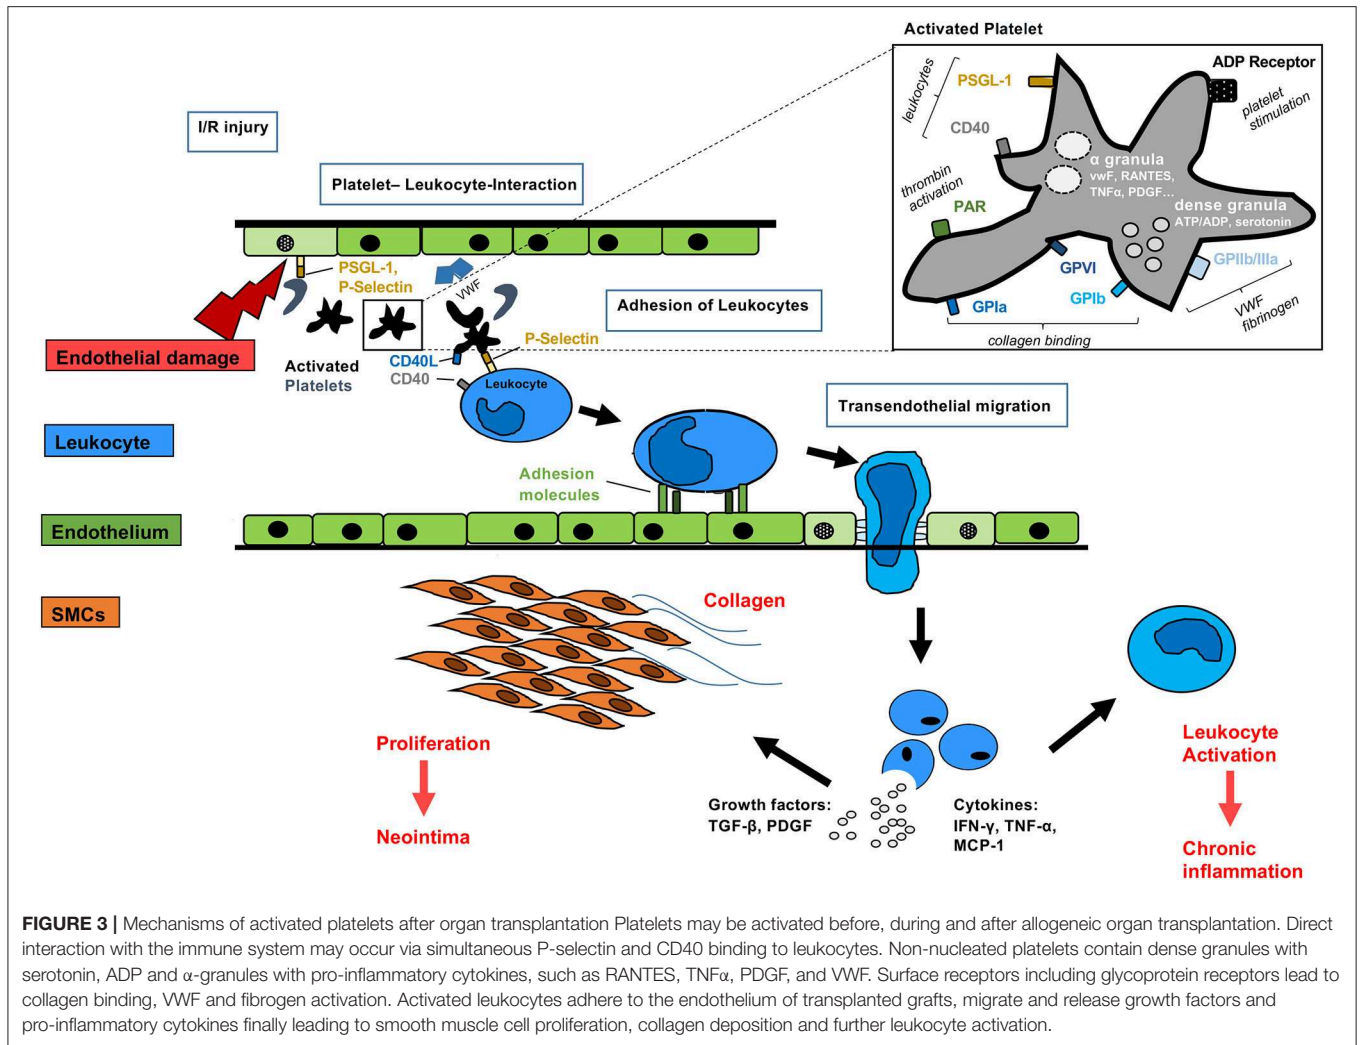 Activated Platelet
PSGL-1
leukocytes
CD40
ADP Receptor
platelet
stimulation
α granula
vwF, RANTES,
TNFα, PDGF...
thrombin
activation
PAR
dense granula
ATP/ADP, serotonin
GPVI
GPIIb/IIIa
GPIb
GPIa
VWF
fibrinogen
collagen binding
I/R injury
Platelet– Leukocyte-Interaction
PSGL-1,
P-Selectin
VWF
Adhesion of Leukocytes
Endothelial damage
Activated
Platelets
P-Selectin
CD40L
CD40
Leukocyte
Transendothelial migration
Leukocyte
Adhesion
molecules
Endothelium
SMCs
Collagen
Proliferation
Neointima
Growth factors:
TGF-β, PDGF
Cytokines:
IFN-γ, TNF-α,
MCP-1
Leukocyte
Activation
Chronic
inflammation
FIGURE 3 | Mechanisms of activated platelets after organ transplantation Platelets may be activated before, during and after allogeneic organ transplantation. Direct
interaction with the immune system may occur via simultaneous P-selectin and CD40 binding to leukocytes. Non-nucleated platelets contain dense granules with
serotonin, ADP and α-granules with pro-inflammatory cytokines, such as RANTES, TNFα, PDGF, and VWF. Surface receptors including glycoprotein receptors lead to
collagen binding, VWF and fibrogen activation. Activated leukocytes adhere to the endothelium of transplanted grafts, migrate and release growth factors and
pro-inflammatory cytokines finally leading to smooth muscle cell proliferation, collagen deposition and further leukocyte activation.